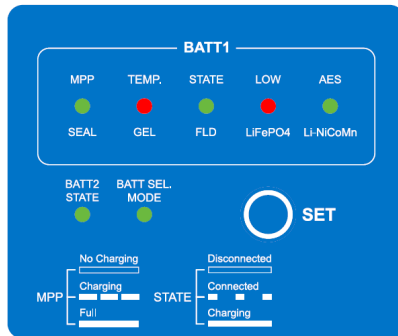 BATT1
MPP TEMP. STATE LOW AES
SEAL GEL FLD LiFePO4 Li-NiCoMn
BATT2 BATT SEL.
STATE MODE
SET
No Charging Disconnected
MPP Charging STATE Connected
Full Charging